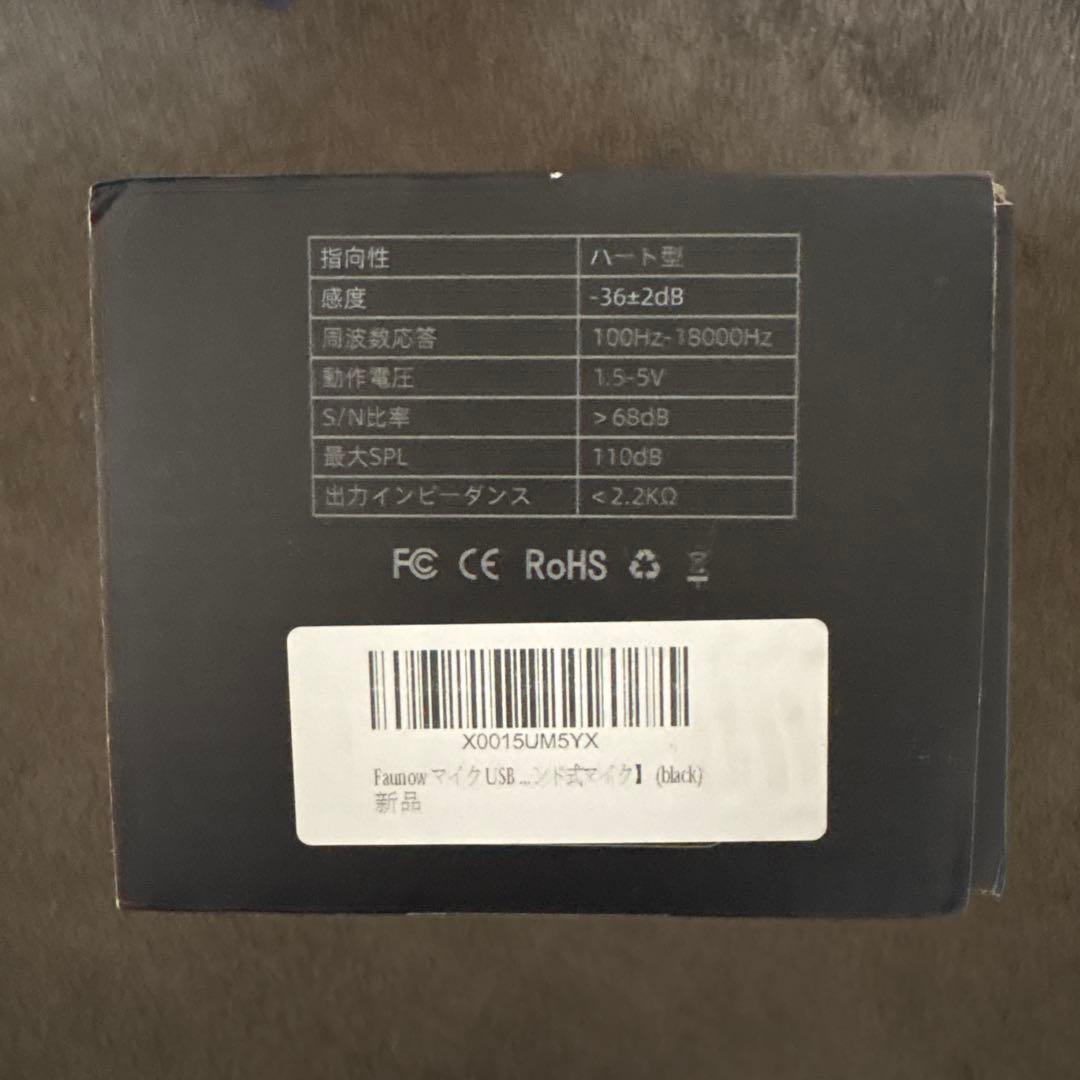 指向性 ハート型
感度 -36±2dB
周波数応答 100Hz-18000Hz
動作電圧 1.5-5V
S/N比率 >68dB
最大SPL 110dB
出力インピーダンス <2.2KΩ
FC CE RoHS
X0015UM5YX
Faunow マイク USB ...ンド式マイク】 (black)
新品